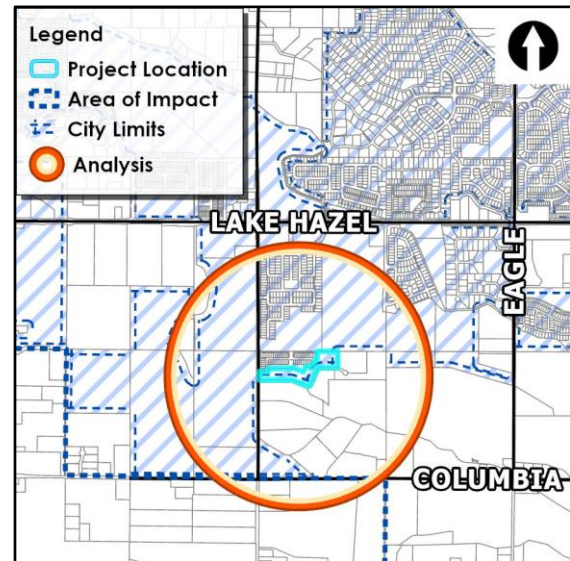 Legend
Project Location
Area of Impact
City Limits
Analysis
LAKE HAZEL
EAGLE
COLUMBIA